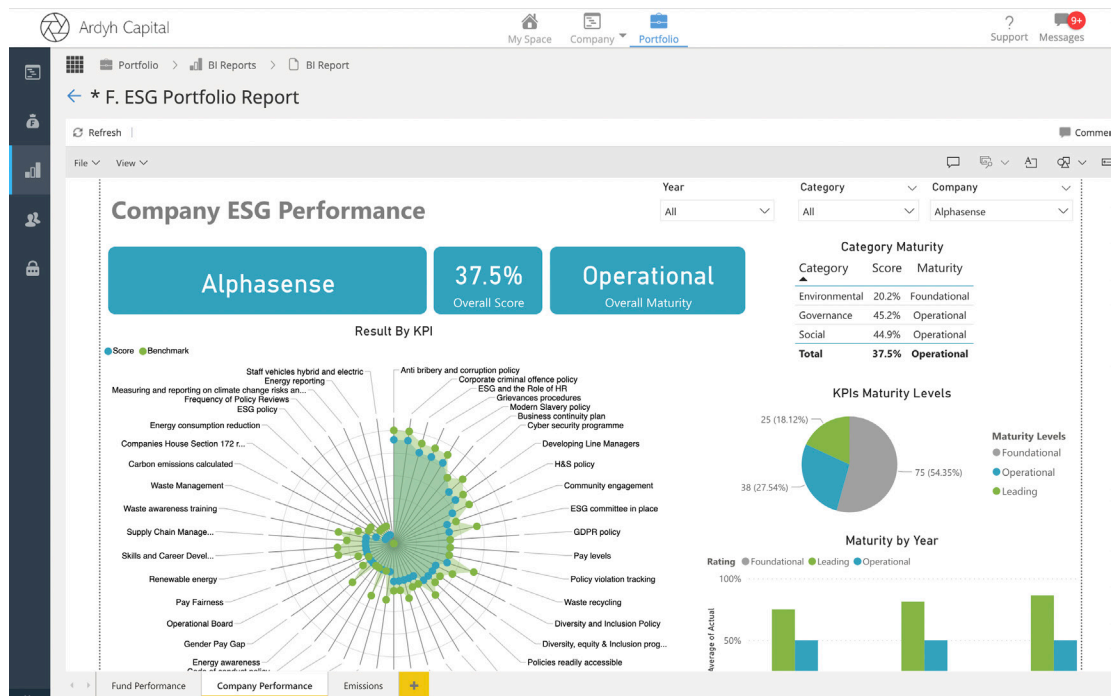 Ardyh Capital
My Space
Company
Portfolio
Support
Messages
9+
Portfolio > BI Reports > BI Report
* F. ESG Portfolio Report
Refresh
Commer
File
View
Company ESG Performance
Year
All
Category
All
Company
Alphasense
Alphasense
37.5%
Overall Score
Operational
Overall Maturity
Category Maturity
Category Score Maturity
Environmental 20.2% Foundational
Governance 45.2% Operational
Social 44.9% Operational
Total 37.5% Operational
Result By KPI
Score Benchmark
Staff vehicles hybrid and electric
Energy reporting
Measuring and reporting on climate change risks an...
Frequency of Policy Reviews
ESG policy
Energy consumption reduction
Companies House Section 172 r...
Carbon emissions calculated
Waste Management
Waste awareness training
Supply Chain Manage...
Skills and Career Devel...
Renewable energy
Pay Fairness
Operational Board
Gender Pay Gap
Energy awareness
Code of conduct policy
Anti bribery and corruption policy
Corporate criminal offence policy
ESG and the Role of HR
Grievances procedures
Modern Slavery policy
Business continuity plan
Cyber security programme
Developing Line Managers
H&S policy
Community engagement
ESG committee in place
GDPR policy
Pay levels
Policy violation tracking
Waste recycling
Diversity and Inclusion Policy
Diversity, equity & Inclusion prog...
Policies readily accessible
KPIs Maturity Levels
25 (18.12%)
38 (27.54%)
75 (54.35%)
Maturity Levels
Foundational
Operational
Leading
Maturity by Year
Rating Foundational Leading Operational
100%
50%
Average of Actual
Fund Performance
Company Performance
Emissions
+